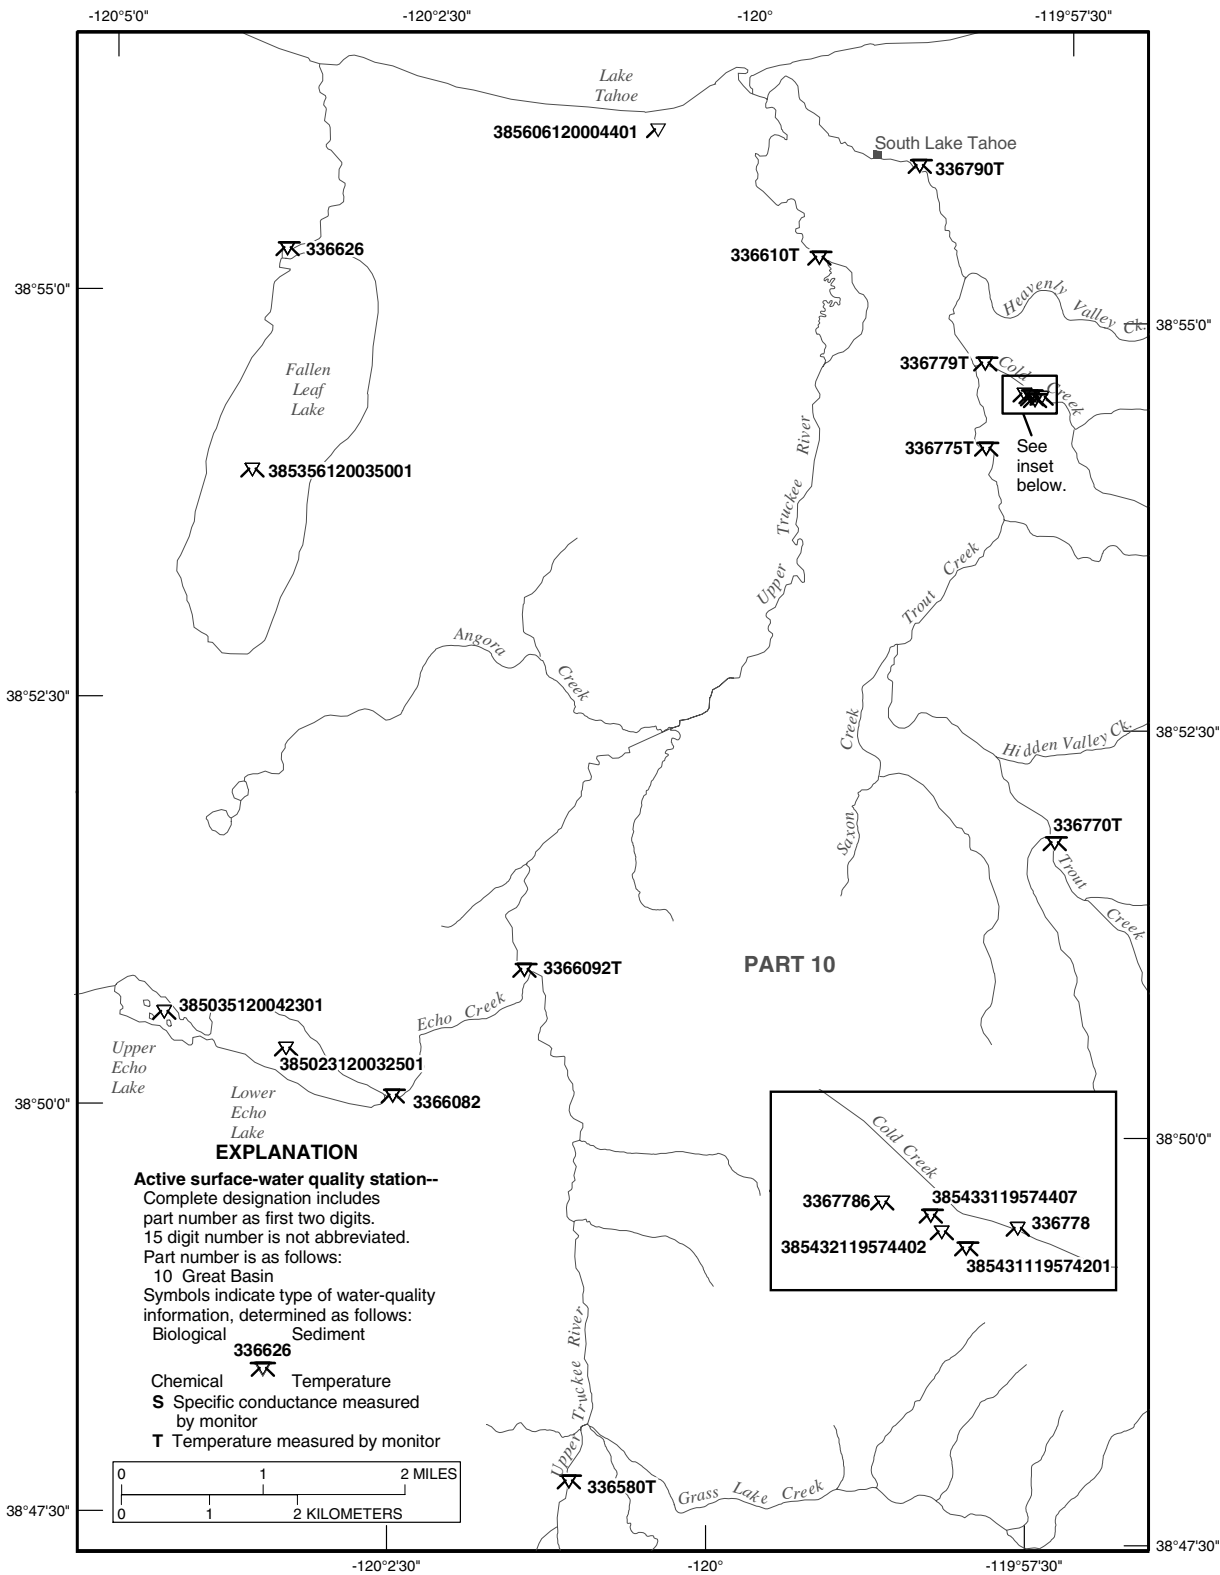 -120°5'0"
-120°2'30"
-120°
-119°57'30"
Lake
Tahoe
385606120004401
South Lake Tahoe
336790T
336626
336610T
38°55'0"
38°55'0"
Heavenly Valley Ck.
336779T
Cold Creek
Fallen
Leaf
Lake
336775T
See
inset
below.
385356120035001
Upper Truckee River
Trout Creek
Angora Creek
38°52'30"
38°52'30"
Hidden Valley Ck.
Saxon Creek
336770T
Trout Creek
PART 10
3366092T
385035120042301
Echo Creek
Upper
Echo
Lake
385023120032501
Lower
Echo
Lake
3366082
38°50'0"
38°50'0"
EXPLANATION
Active surface-water quality station--
Complete designation includes
part number as first two digits.
15 digit number is not abbreviated.
Part number is as follows:
10 Great Basin
Symbols indicate type of water-quality
information, determined as follows:
Biological Sediment
336626
Chemical Temperature
S Specific conductance measured
by monitor
T Temperature measured by monitor
0 1 2 MILES
0 1 2 KILOMETERS
Cold Creek
3367786
385433119574407
336778
385432119574402
385431119574201
Upper Truckee River
336580T
Grass Lake Creek
38°47'30"
38°47'30"
-120°2'30"
-120°
-119°57'30"